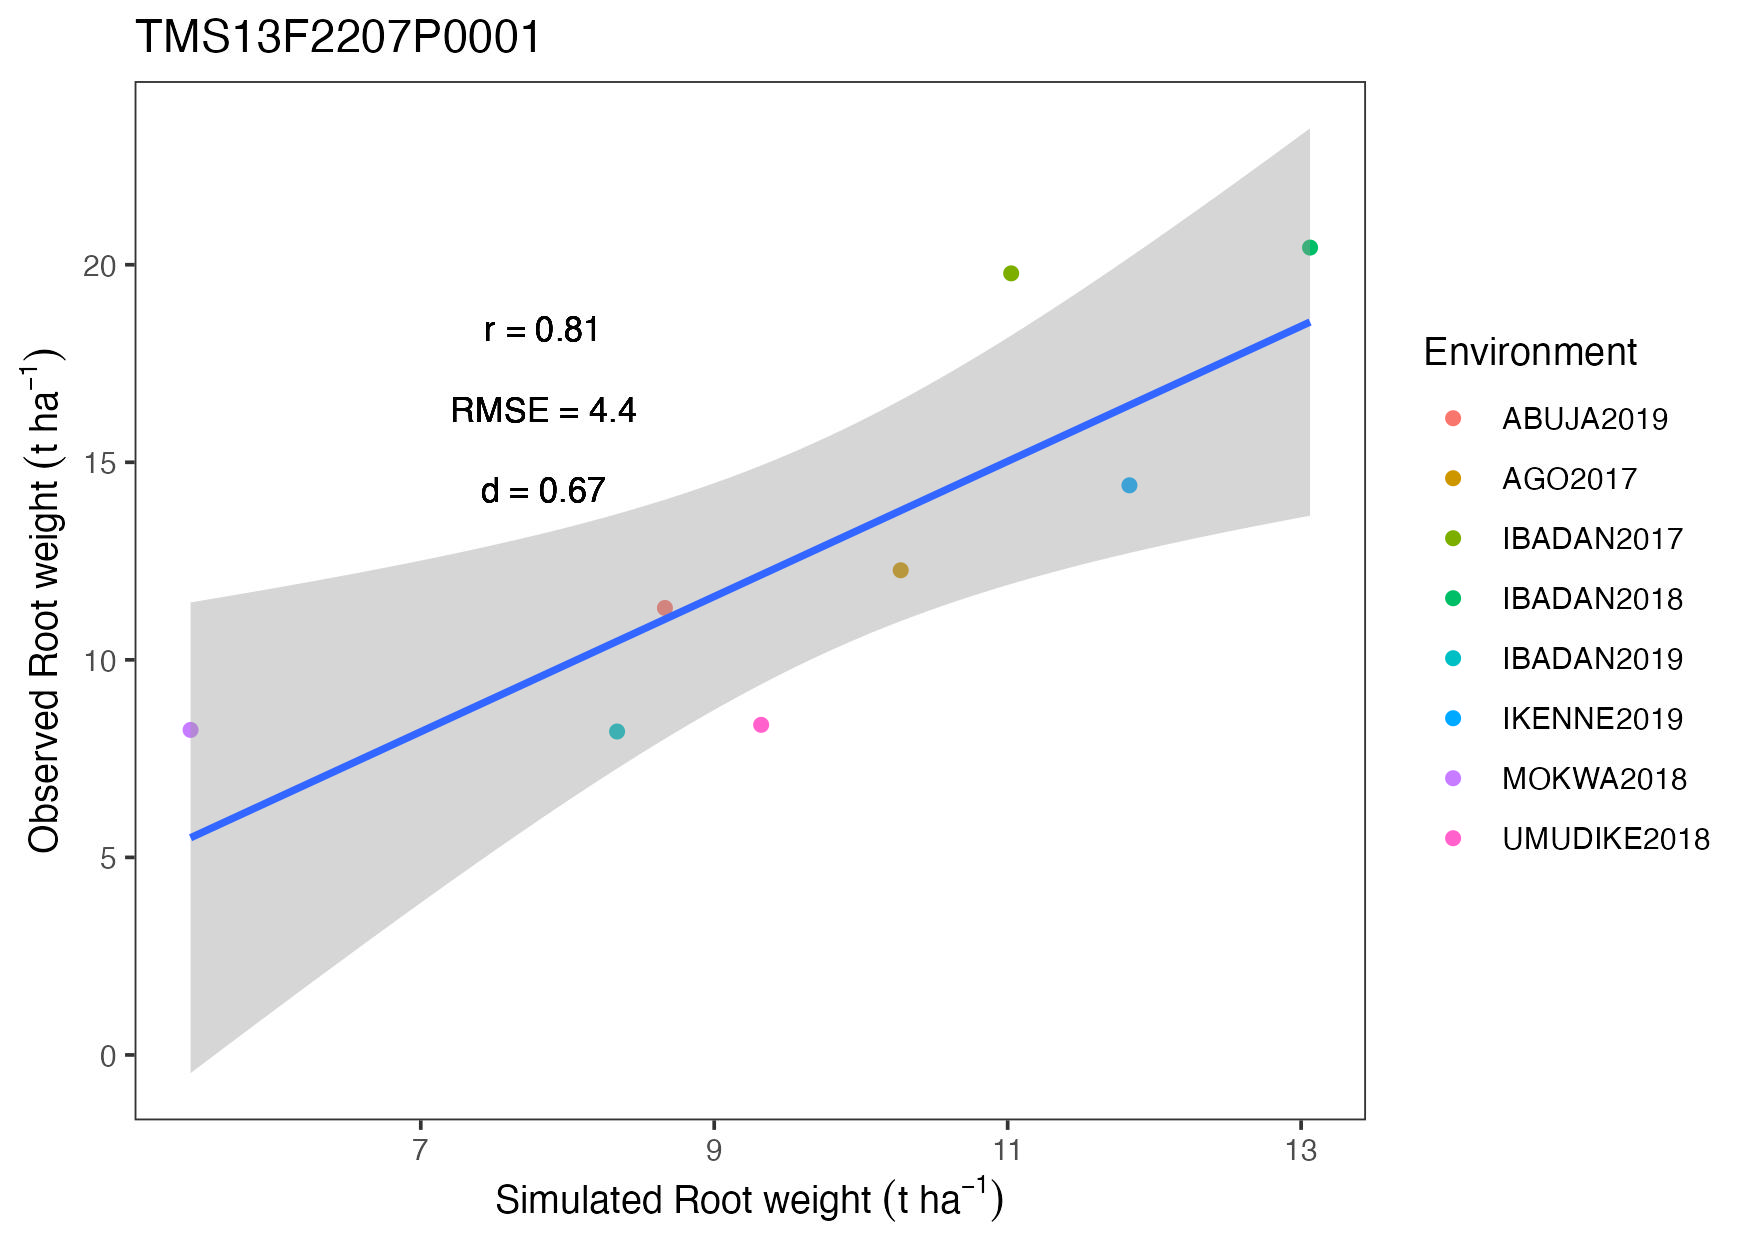 TMS13F2207P0001
r = 0.81
RMSE = 4.4
d = 0.67
20
15
10
5
0
Observed Root weight (t ha⁻¹)
7
9
11
13
Simulated Root weight (t ha⁻¹)
Environment
ABUJA2019
AGO2017
IBADAN2017
IBADAN2018
IBADAN2019
IKENNE2019
MOKWA2018
UMUDIKE2018